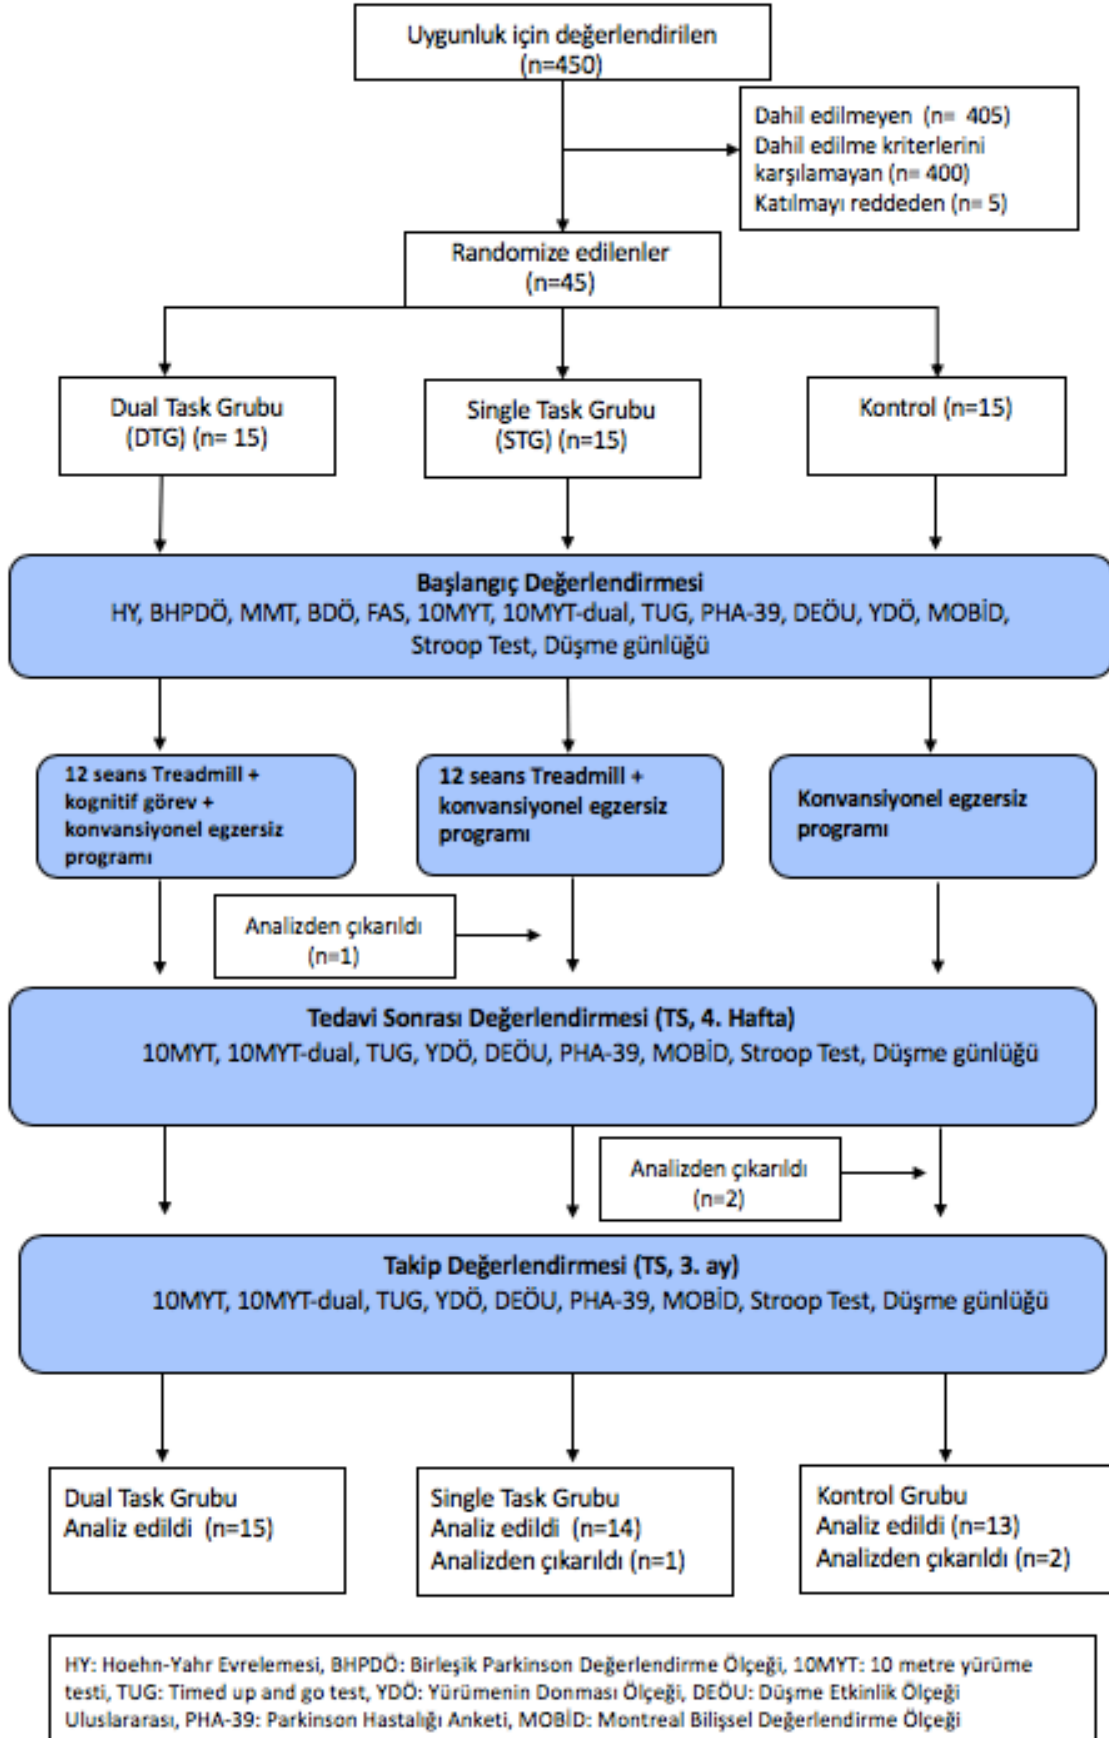 Uygunluk için değerlendirilen
(n=450)
Dahil edilmeyen (n= 405)
Dahil edilme kriterlerini
karşılamayan (n= 400)
Katılmayı reddeden (n= 5)
Randomize edilenler
(n=45)
Dual Task Grubu
(DTG) (n= 15)
Single Task Grubu
(STG) (n=15)
Kontrol (n=15)
Başlangıç Değerlendirmesi
HY, BHPDÖ, MMT, BDÖ, FAS, 10MYT, 10MYT-dual, TUG, PHA-39, DEÖU, YDÖ, MOBİD,
Stroop Test, Düşme günlüğü
12 seans Treadmill +
kognitif görev +
konvansiyonel egzersiz
programı
12 seans Treadmill +
konvansiyonel egzersiz
programı
Konvansiyonel egzersiz
programı
Analizden çıkarıldı
(n=1)
Tedavi Sonrası Değerlendirmesi (TS, 4. Hafta)
10MYT, 10MYT-dual, TUG, YDÖ, DEÖU, PHA-39, MOBİD, Stroop Test, Düşme günlüğü
Analizden çıkarıldı
(n=2)
Takip Değerlendirmesi (TS, 3. ay)
10MYT, 10MYT-dual, TUG, YDÖ, DEÖU, PHA-39, MOBİD, Stroop Test, Düşme günlüğü
Dual Task Grubu
Analiz edildi (n=15)
Single Task Grubu
Analiz edildi (n=14)
Analizden çıkarıldı (n=1)
Kontrol Grubu
Analiz edildi (n=13)
Analizden çıkarıldı (n=2)
HY: Hoehn-Yahr Evrelemesi, BHPDÖ: Birleşik Parkinson Değerlendirme Ölçeği, 10MYT: 10 metre yürüme
testi, TUG: Timed up and go test, YDÖ: Yürümenin Donması Ölçeği, DEÖU: Düşme Etkinlik Ölçeği
Uluslararası, PHA-39: Parkinson Hastalığı Anketi, MOBİD: Montreal Bilişsel Değerlendirme Ölçeği